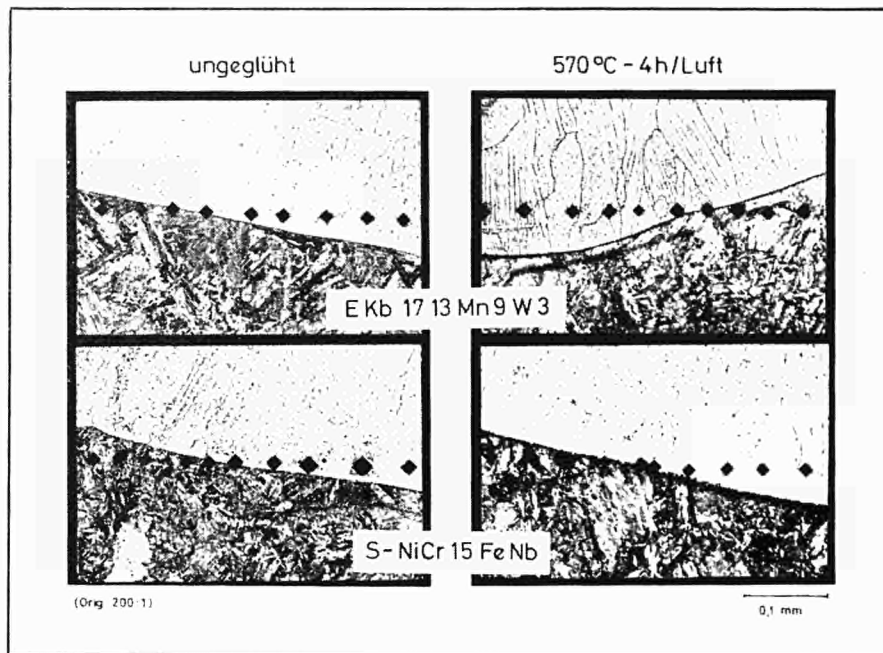 ungeglüht
570°C - 4h/Luft
E Kb 17 13 Mn 9 W 3
S - NiCr 15 Fe Nb
(Orig. 200:1)
0,1 mm